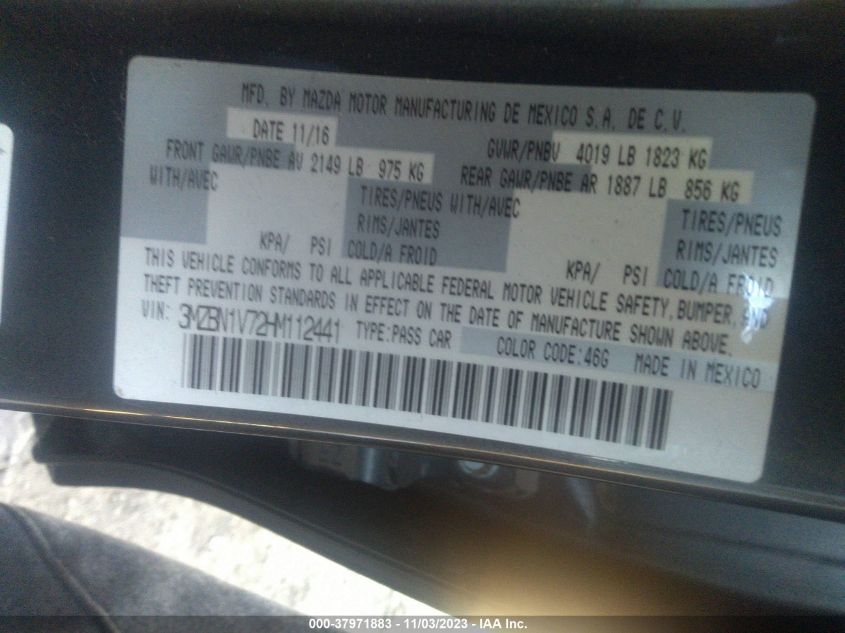 MFD. BY MAZDA MOTOR MANUFACTURING DE MEXICO S.A. DE C.V.
DATE 11/16 GVWR/PNBV 4019 LB 1823 KG
FRONT GAWR/PNBE AV 2149 LB 975 KG REAR GAWR/PNBE AR 1887 LB 856 KG
WITH/AVEC TIRES/PNEUS WITH/AVEC TIRES/PNEUS
RIMS/JANTES RIMS/JANTES
KPA/ PSI COLD/A FROID KPA/ PSI COLD/A FROID
THIS VEHICLE CONFORMS TO ALL APPLICABLE FEDERAL MOTOR VEHICLE SAFETY, BUMPER, AND
THEFT PREVENTION STANDARDS IN EFFECT ON THE DATE OF MANUFACTURE SHOWN ABOVE.
VIN: 3MZBN1V72HM112441 TYPE:PASS CAR COLOR CODE:46G MADE IN MEXICO
000-37971883 - 11/03/2023 - IAA Inc.